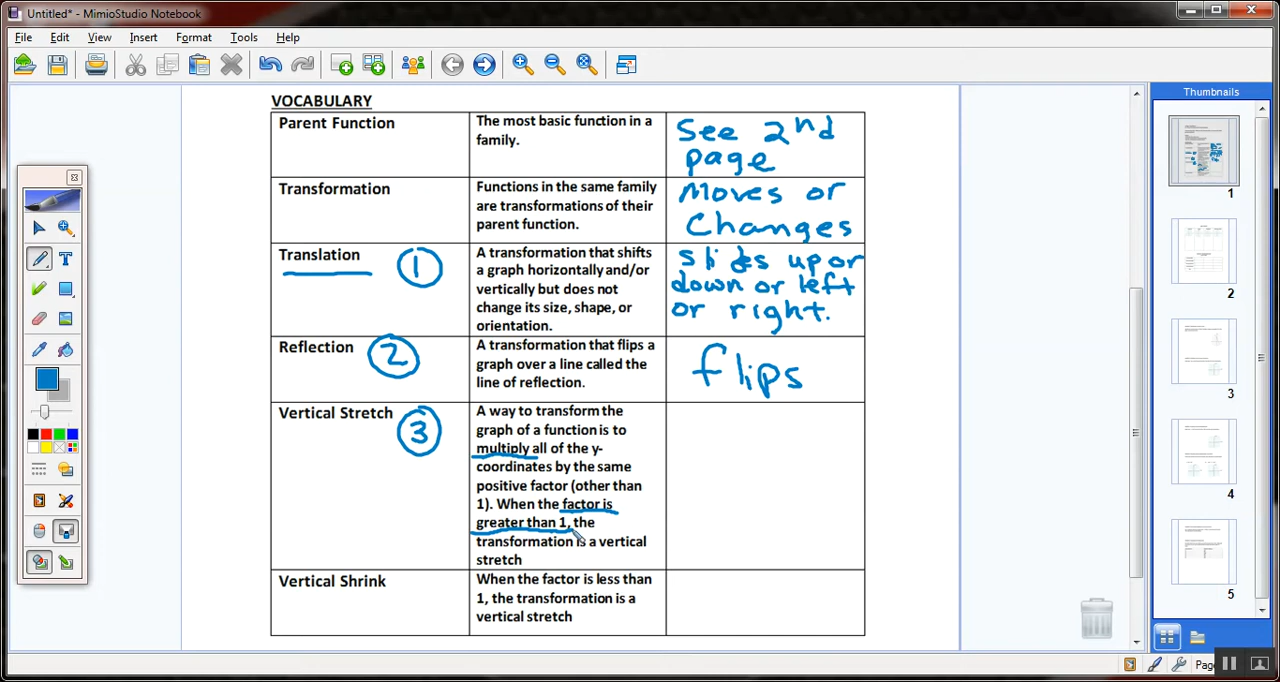 Untitled* - MimioStudio Notebook
File Edit View Insert Format Tools Help
VOCABULARY
Parent Function
The most basic function in a
family.
See 2nd
page
Transformation
Functions in the same family
are transformations of their
parent function.
Moves or
Changes
Translation
1
A transformation that shifts
a graph horizontally and/or
vertically but does not
change its size, shape, or
orientation.
slides up or
down or left
or right.
Reflection
2
A transformation that flips a
graph over a line called the
line of reflection.
flips
Vertical Stretch
3
A way to transform the
graph of a function is to
multiply all of the y-
coordinates by the same
positive factor (other than
1). When the factor is
greater than 1, the
transformation is a vertical
stretch
Vertical Shrink
When the factor is less than
1, the transformation is a
vertical stretch
Thumbnails
1
2
3
4
5